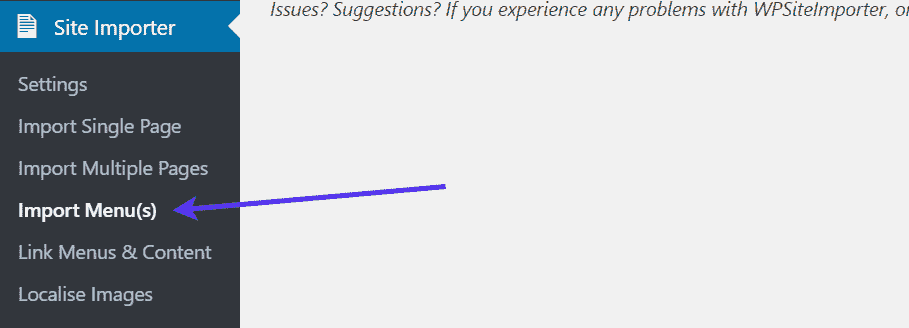 Site Importer
Issues? Suggestions? If you experience any problems with WPSiteImporter, or
Settings
Import Single Page
Import Multiple Pages
Import Menu(s)
Link Menus & Content
Localise Images